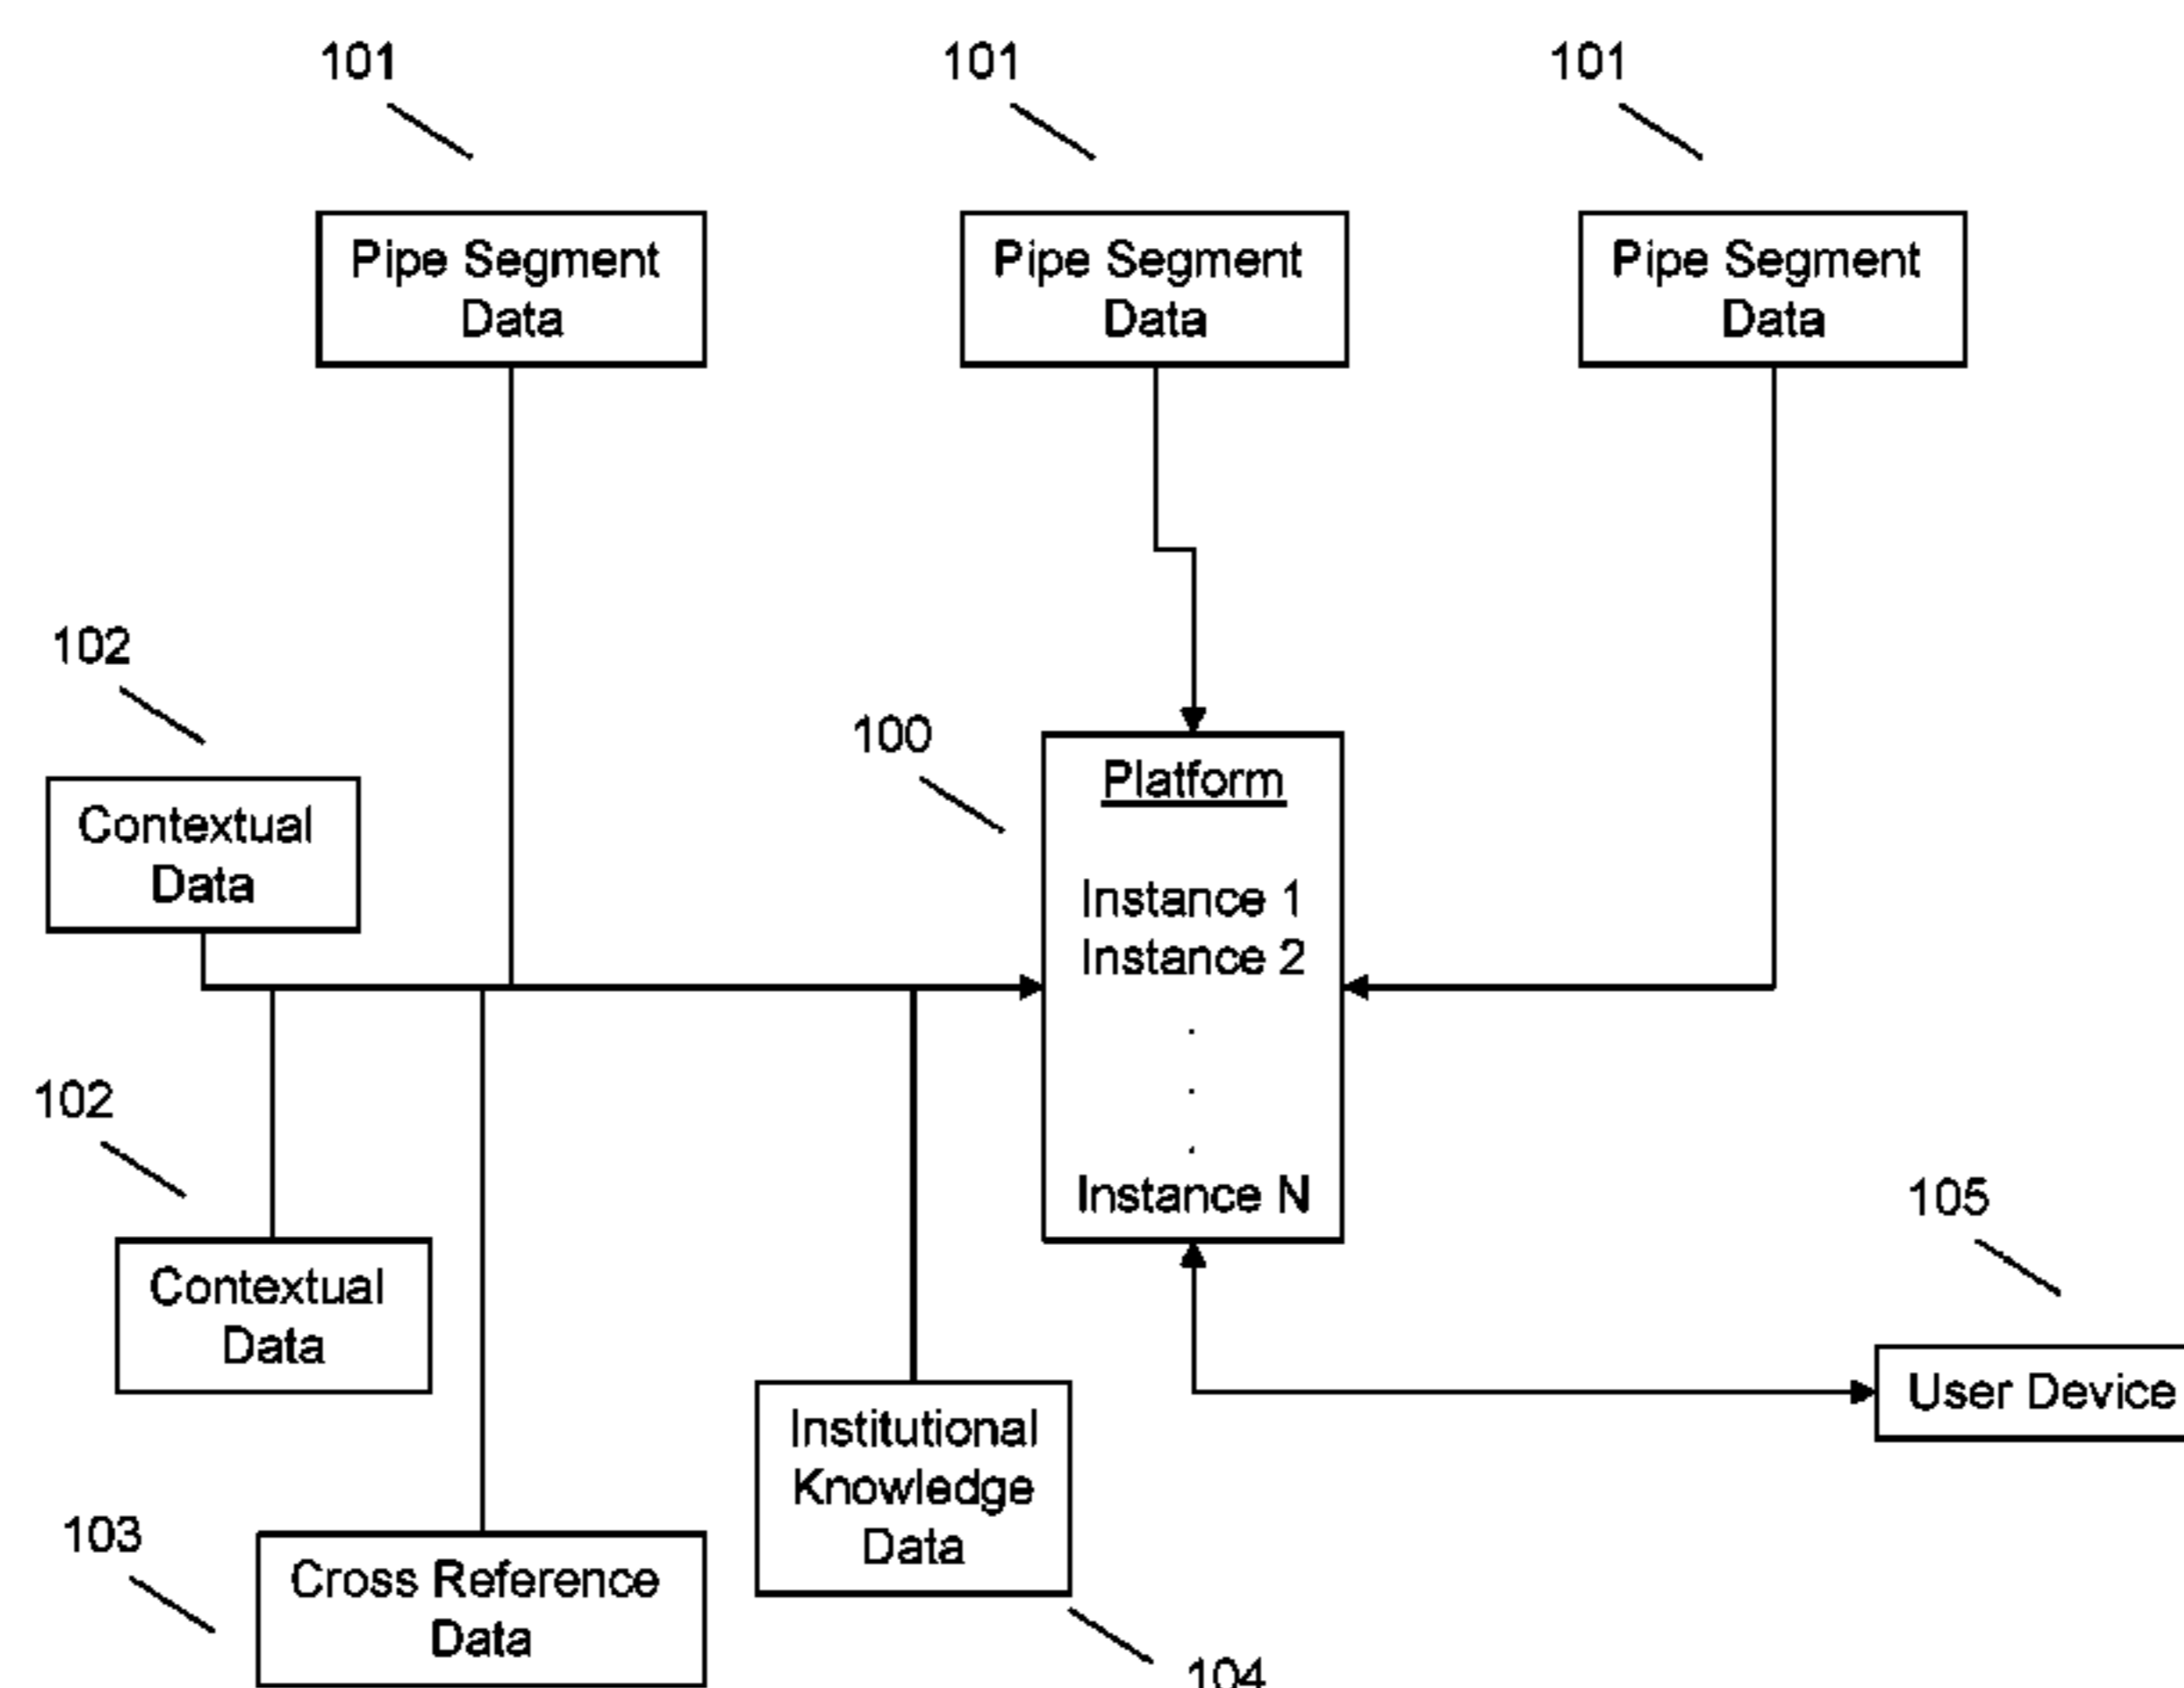 101
101
101
Pipe Segment
Data
Pipe Segment
Data
Pipe Segment
Data
102
100
Contextual
Data
Platform
Instance 1
Instance 2
.
.
.
Instance N
102
Contextual
Data
105
User Device
Institutional
Knowledge
Data
103
Cross Reference
Data
104